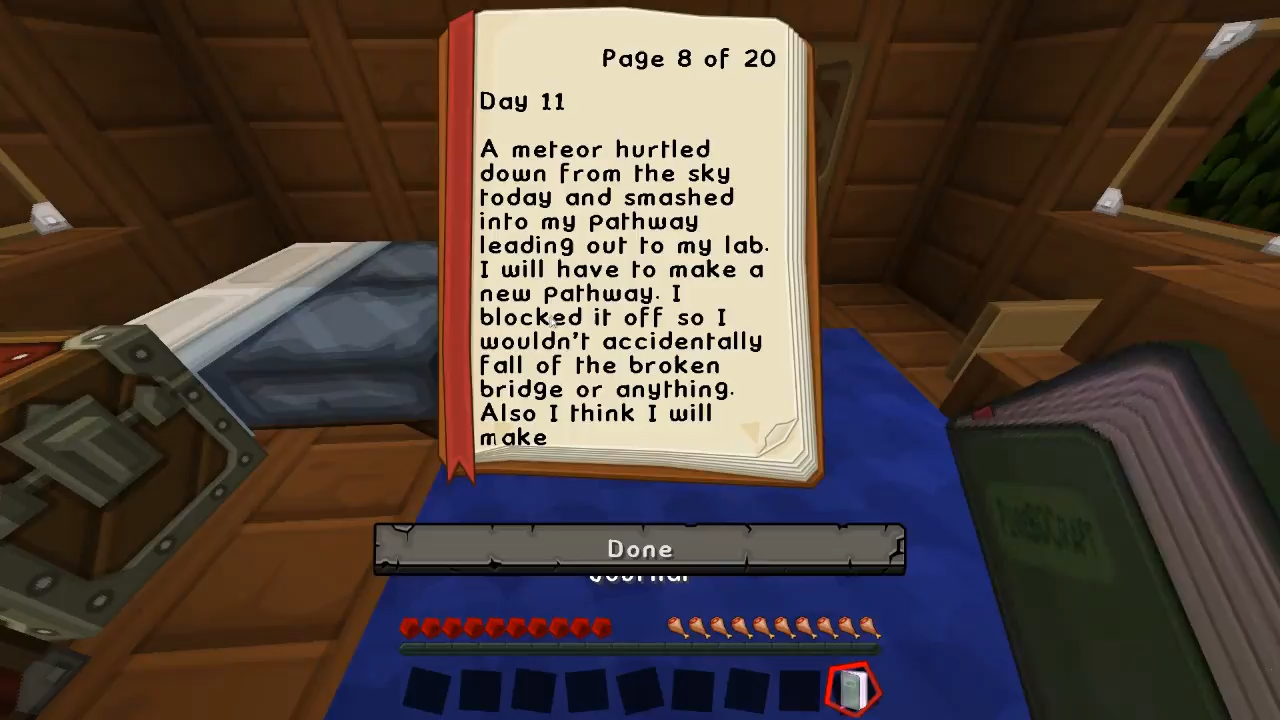 Page 8 of 20
Day 11
A meteor hurtled
down from the sky
today and smashed
into my Pathway
leading out to my lab.
I will have to make a
new Pathway. I
blocked it off so I
wouldn't accidentally
fall of the broken
bridge or anything.
Also I think I will
make
Done
Journal